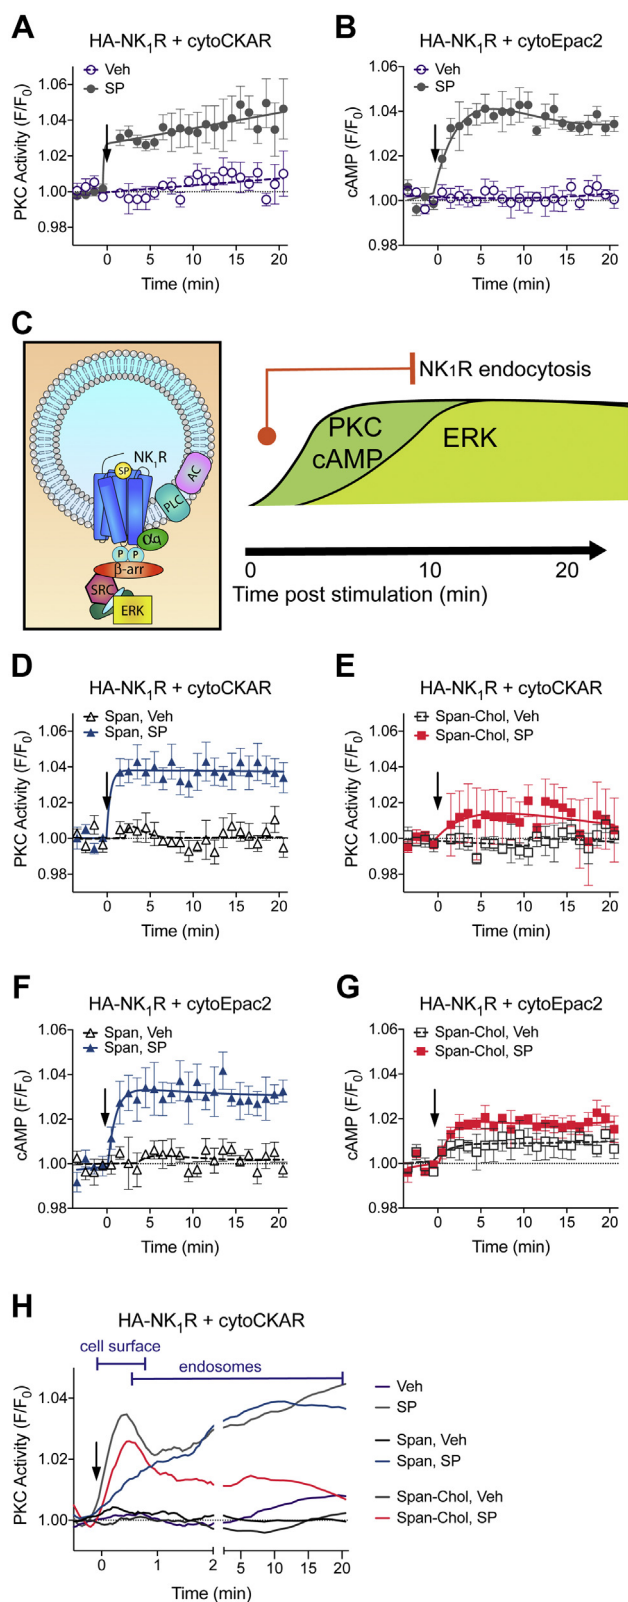 A
HA-NK1R + cytoCKAR
Veh
SP
PKC Activity (F/F0)
1.06
1.04
1.02
1.00
0.98
0 5 10 15 20
Time (min)
B
HA-NK1R + cytoEpac2
Veh
SP
cAMP (F/F0)
1.06
1.04
1.02
1.00
0.98
0 5 10 15 20
Time (min)
C
SP
NK1R
AC
PLC
αq
P P
β-arr
SRC
ERK
NK1R endocytosis
PKC
cAMP
ERK
0 10 20
Time post stimulation (min)
D
HA-NK1R + cytoCKAR
Span, Veh
Span, SP
PKC Activity (F/F0)
1.06
1.04
1.02
1.00
0.98
0 5 10 15 20
Time (min)
E
HA-NK1R + cytoCKAR
Span-Chol, Veh
Span-Chol, SP
PKC Activity (F/F0)
1.06
1.04
1.02
1.00
0.98
0 5 10 15 20
Time (min)
F
HA-NK1R + cytoEpac2
Span, Veh
Span, SP
cAMP (F/F0)
1.06
1.04
1.02
1.00
0.98
0 5 10 15 20
Time (min)
G
HA-NK1R + cytoEpac2
Span-Chol, Veh
Span-Chol, SP
cAMP (F/F0)
1.06
1.04
1.02
1.00
0.98
0 5 10 15 20
Time (min)
H
HA-NK1R + cytoCKAR
cell surface
endosomes
PKC Activity (F/F0)
1.04
1.02
1.00
0 1 2 5 10 15 20
Time (min)
Veh
SP
Span, Veh
Span, SP
Span-Chol, Veh
Span-Chol, SP